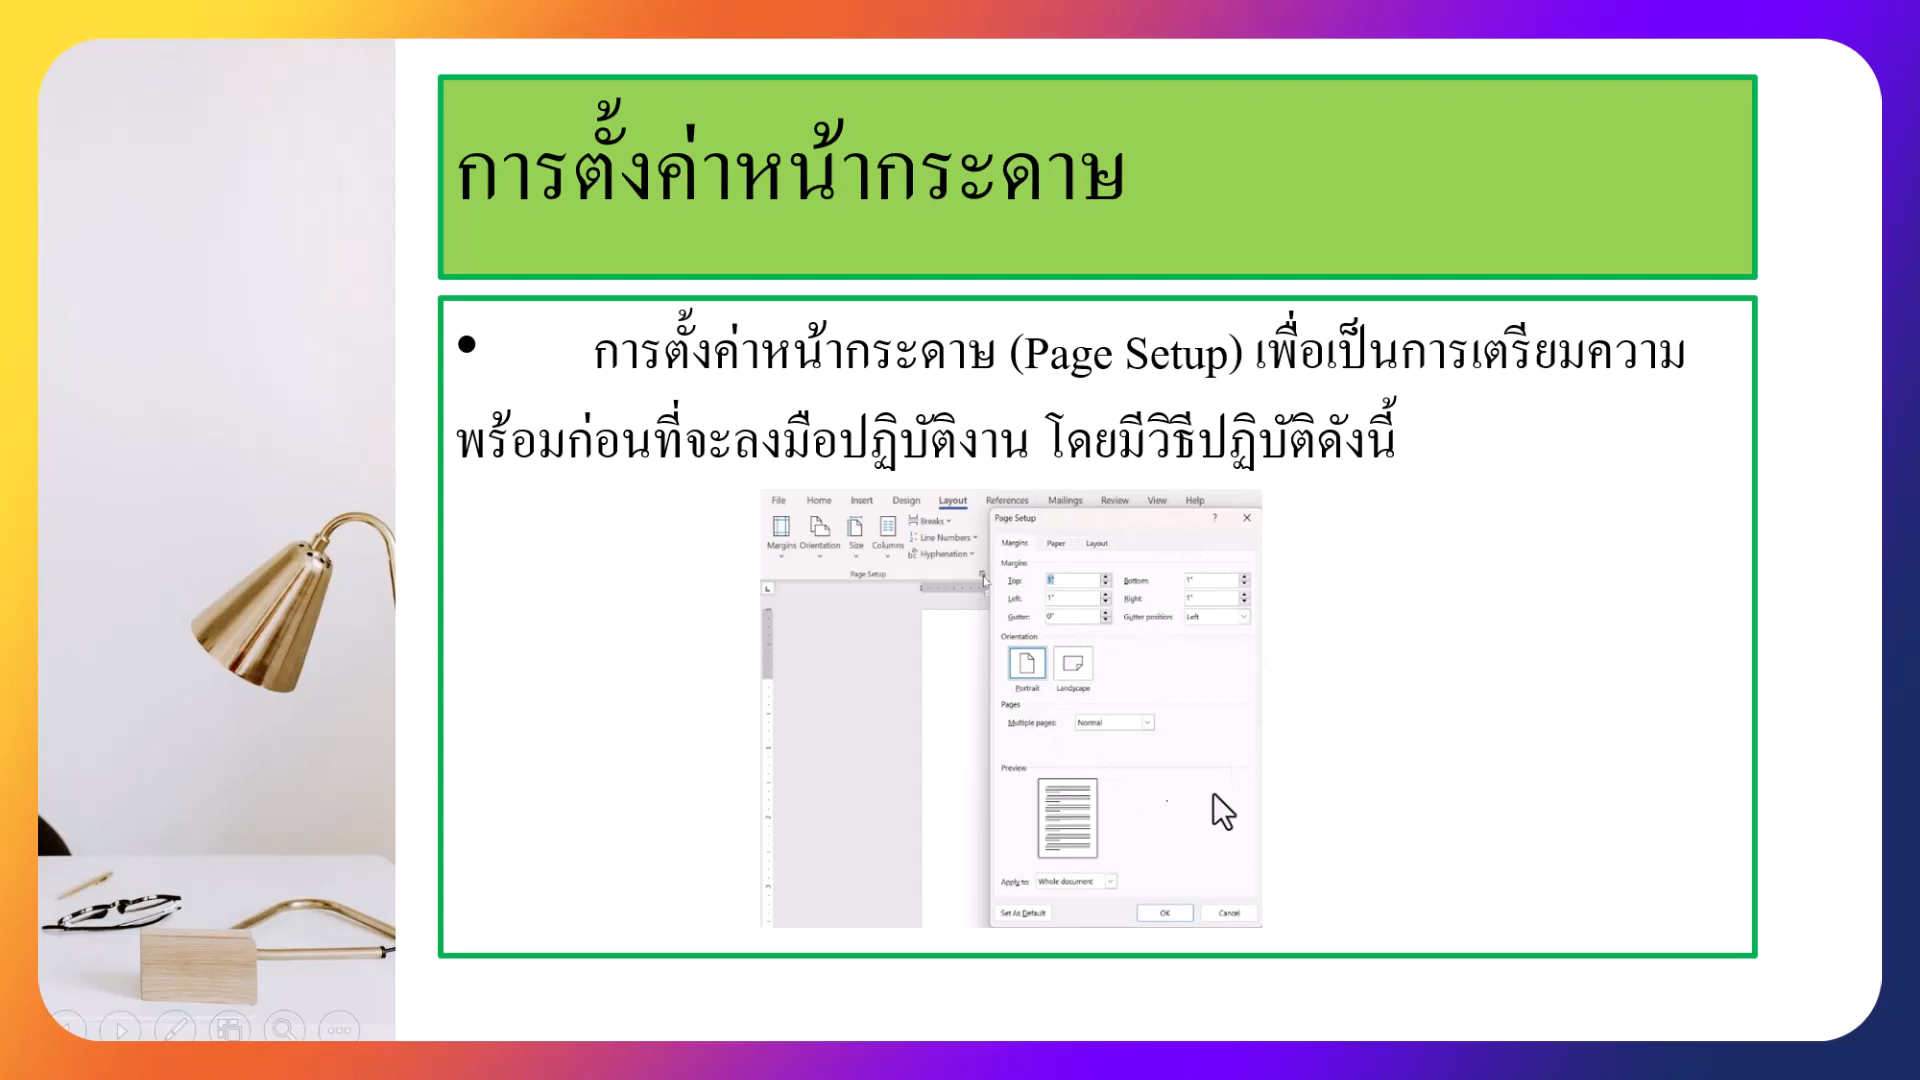 การตั้งค่าหน้ากระดาษ
• การตั้งค่าหน้ากระดาษ (Page Setup) เพื่อเป็นการเตรียมความ
พร้อมก่อนที่จะลงมือปฏิบัติงาน โดยมีวิธีปฏิบัติดังนี้
File Home Insert Design Layout References Mailings Review View Help
Breaks
Line Numbers
Hyphenation
Margins Orientation Size Columns
Page Setup
Page Setup ? ✕
Margins Paper Layout
Margins
Top: 1" Bottom: 1"
Left: 1" Right: 1"
Gutter: 0" Gutter position: Left
Orientation
Portrait Landscape
Pages
Multiple pages: Normal
Preview
Apply to: Whole document
Set As Default OK Cancel